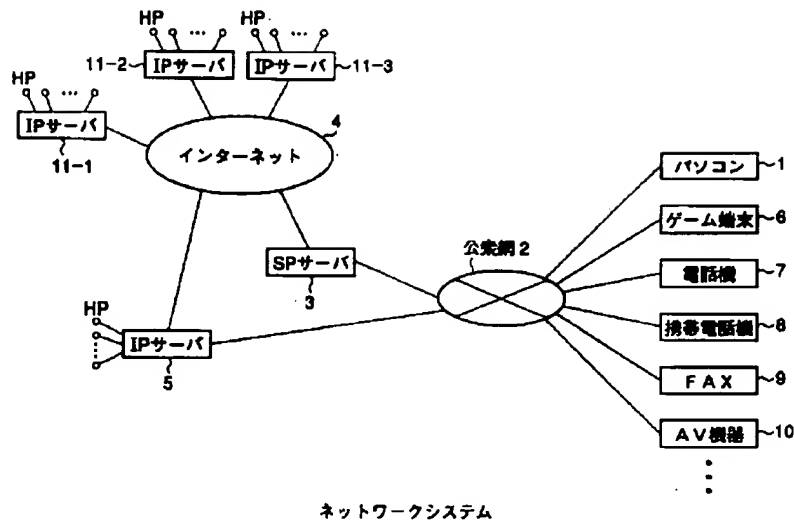 HP ...
HP ...
11-2 IPサーバ
IPサーバ 11-3
HP ...
IPサーバ
11-1
4
インターネット
パソコン 1
ゲーム端末 6
公衆網2
SPサーバ
3
電話機 7
HP
携帯電話機 8
IPサーバ
5
FAX 9
AV機器 10
ネットワークシステム